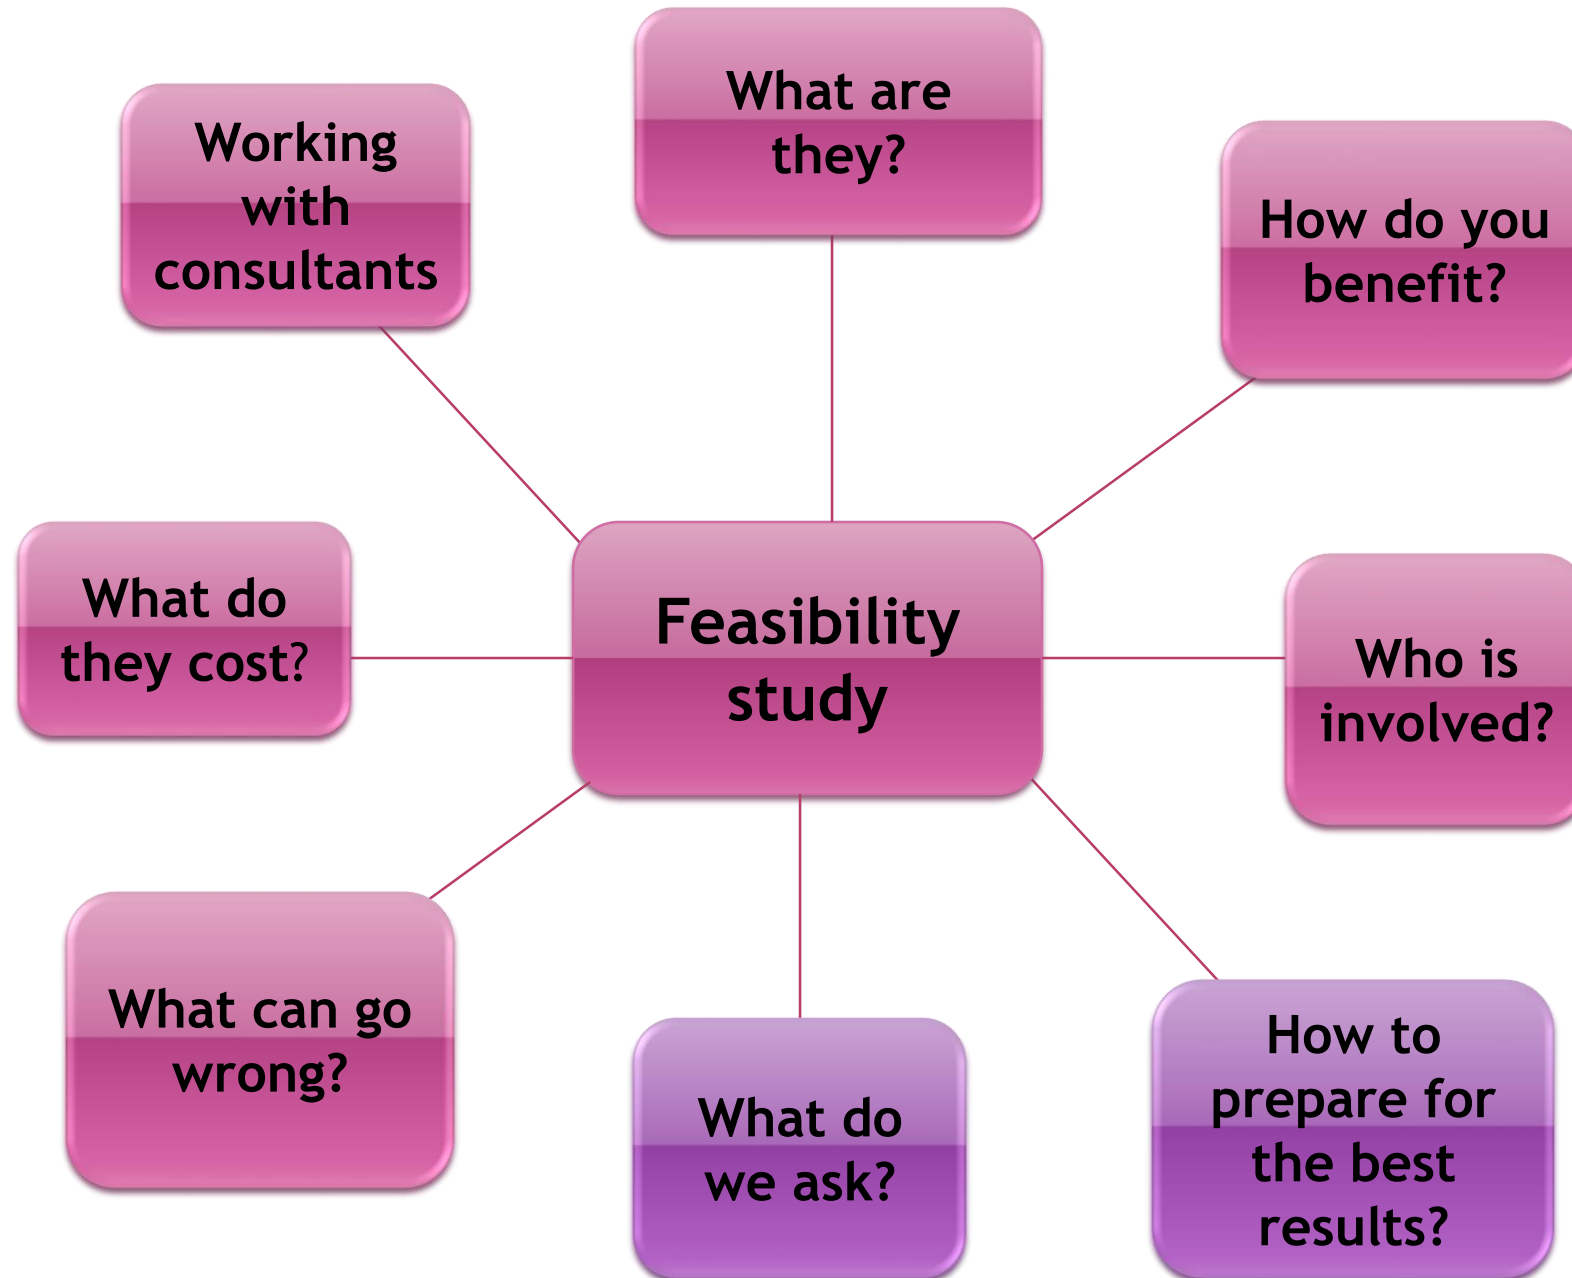 What are
they?
Working
with
consultants
How do you
benefit?
What do
they cost?
Feasibility
study
Who is
involved?
What can go
wrong?
What do
we ask?
How to
prepare for
the best
results?